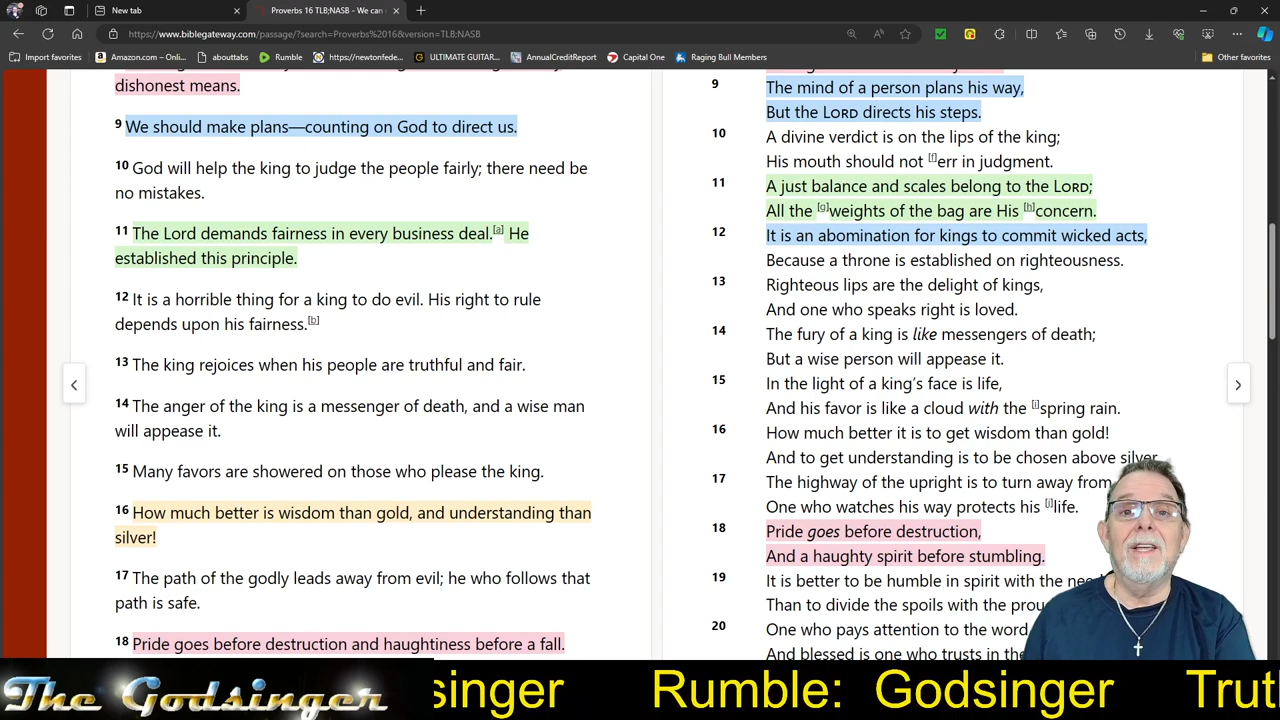 New tab
Proverbs 16 TLB;NASB - We can
https://www.biblegateway.com/passage/?search=Proverbs%2016&version=TLB;NASB
Import favorites
Amazon.com - Onli...
abouttabs
Rumble
https://newtonfede...
ULTIMATE GUITAR...
AnnualCreditReport
Capital One
Raging Bull Members
Other favorites
dishonest means.
9 We should make plans—counting on God to direct us.
10 God will help the king to judge the people fairly; there need be
no mistakes.
11 The Lord demands fairness in every business deal.[a] He
established this principle.
12 It is a horrible thing for a king to do evil. His right to rule
depends upon his fairness.[b]
13 The king rejoices when his people are truthful and fair.
14 The anger of the king is a messenger of death, and a wise man
will appease it.
15 Many favors are showered on those who please the king.
16 How much better is wisdom than gold, and understanding than
silver!
17 The path of the godly leads away from evil; he who follows that
path is safe.
18 Pride goes before destruction and haughtiness before a fall.
9 The mind of a person plans his way,
But the LORD directs his steps.
10 A divine verdict is on the lips of the king;
His mouth should not [f]err in judgment.
11 A just balance and scales belong to the LORD;
All the [g]weights of the bag are His [h]concern.
12 It is an abomination for kings to commit wicked acts,
Because a throne is established on righteousness.
13 Righteous lips are the delight of kings,
And one who speaks right is loved.
14 The fury of a king is like messengers of death;
But a wise person will appease it.
15 In the light of a king's face is life,
And his favor is like a cloud with the [i]spring rain.
16 How much better it is to get wisdom than gold!
And to get understanding is to be chosen above silver
17 The highway of the upright is to turn away from
One who watches his way protects his [j]life.
18 Pride goes before destruction,
And a haughty spirit before stumbling.
19 It is better to be humble in spirit with the
Than to divide the spoils with the
20 One who pays attention to the word
And blessed is one who trusts in the
The Godsinger
singer Rumble: Godsinger Trut